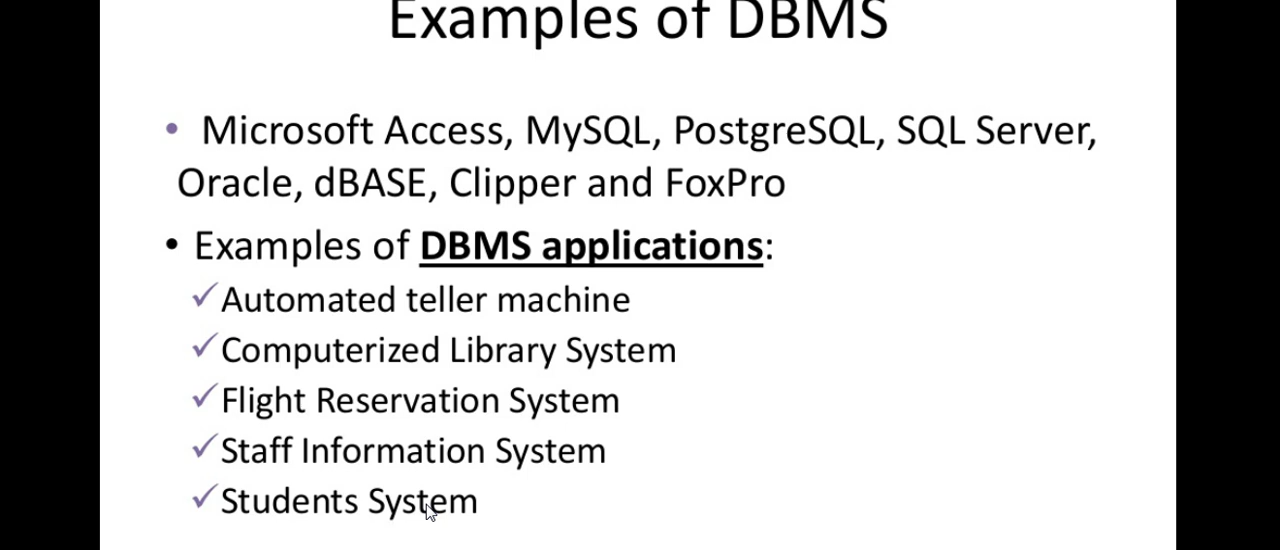 Examples of DBMS
• Microsoft Access, MySQL, PostgreSQL, SQL Server,
Oracle, dBASE, Clipper and FoxPro
• Examples of DBMS applications:
✓Automated teller machine
✓Computerized Library System
✓Flight Reservation System
✓Staff Information System
✓Students System